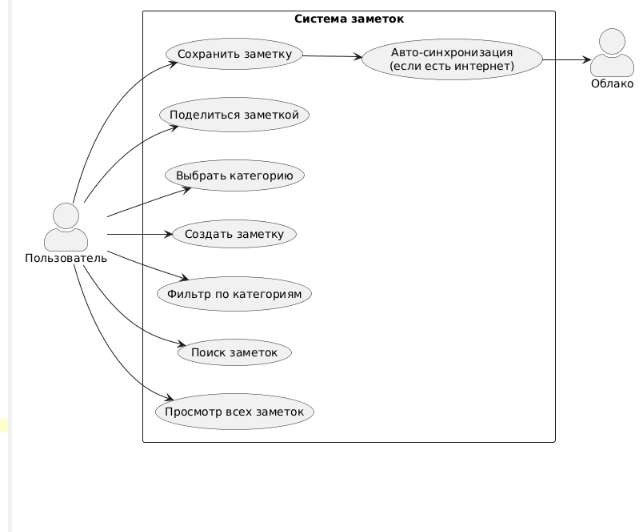 Система заметок
Сохранить заметку
Авто-синхронизация
(если есть интернет)
Облако
Поделиться заметкой
Выбрать категорию
Создать заметку
Пользователь
Фильтр по категориям
Поиск заметок
Просмотр всех заметок